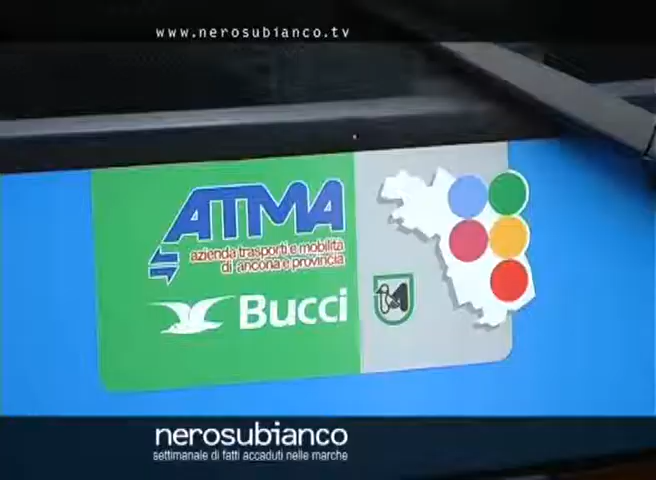 www.nerosubianco.tv
ATMA
azienda trasporti e mobilità
di ancona e provincia
Bucci
nerosubianco
settimanale di fatti accaduti nelle marche